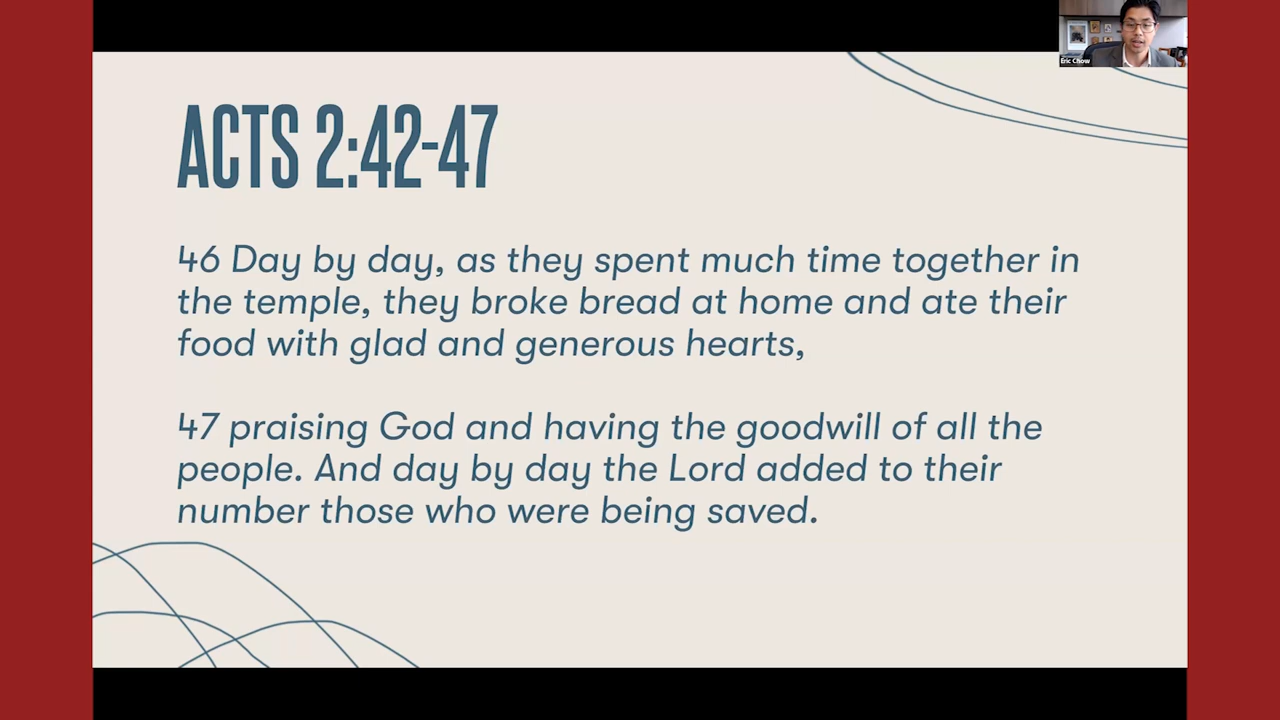 Eric Chow
ACTS 2:42-47
46 Day by day, as they spent much time together in
the temple, they broke bread at home and ate their
food with glad and generous hearts,
47 praising God and having the goodwill of all the
people. And day by day the Lord added to their
number those who were being saved.